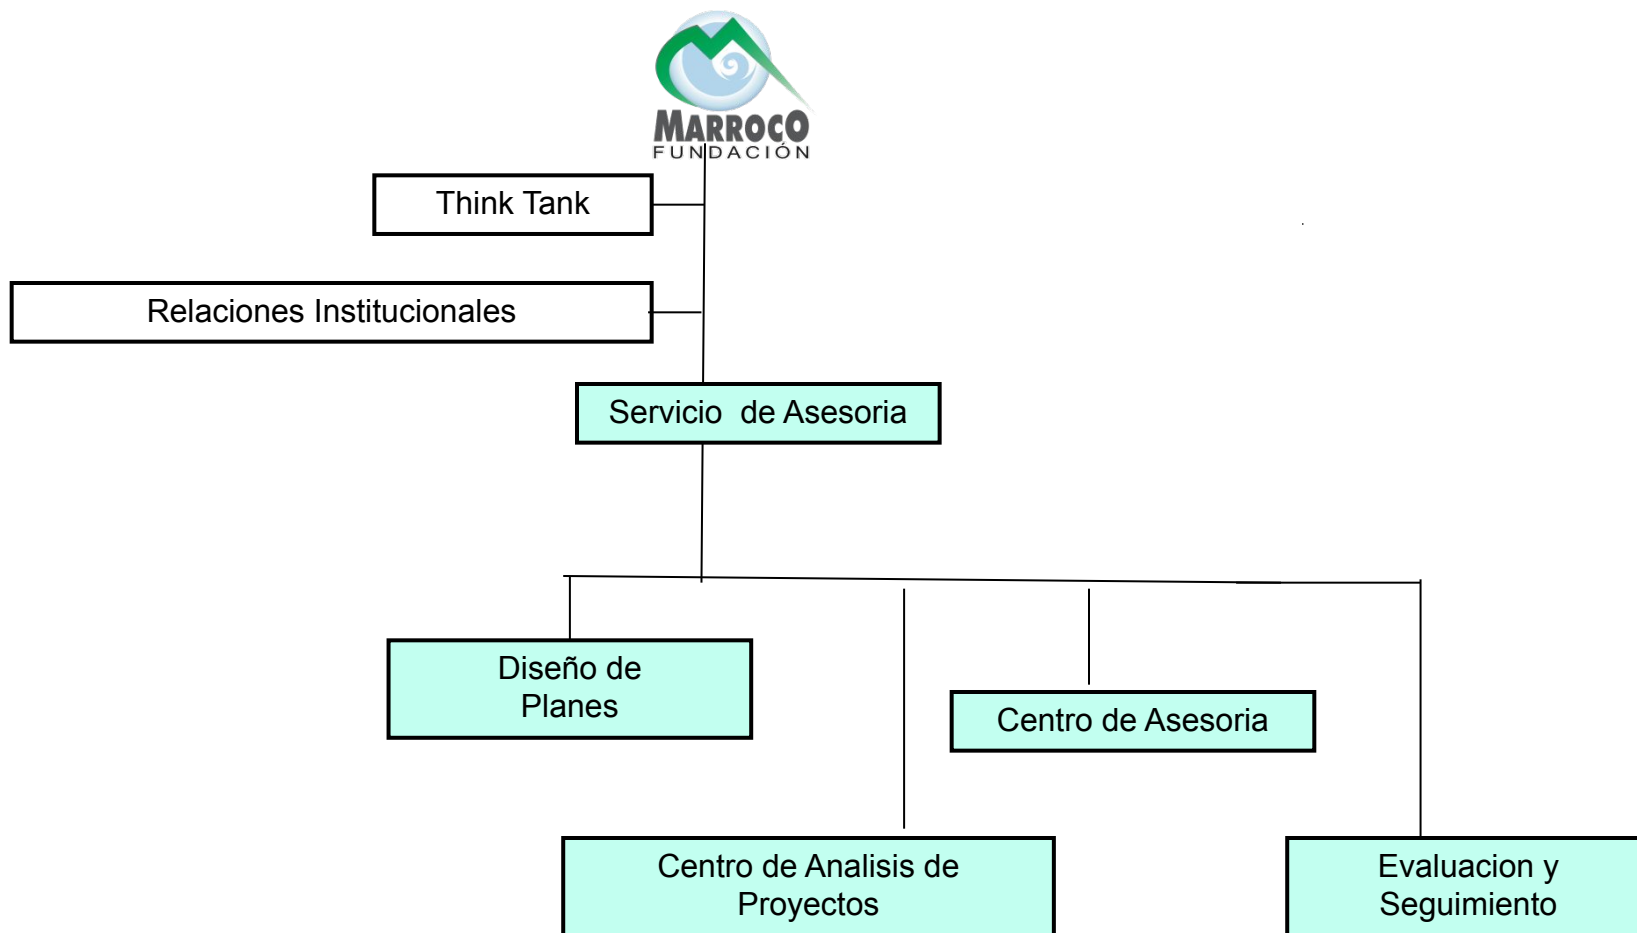 MARROCO
FUNDACIÓN
Think Tank
Relaciones Institucionales
Servicio de Asesoria
Diseño de
Planes
Centro de Asesoria
Centro de Analisis de
Proyectos
Evaluacion y
Seguimiento